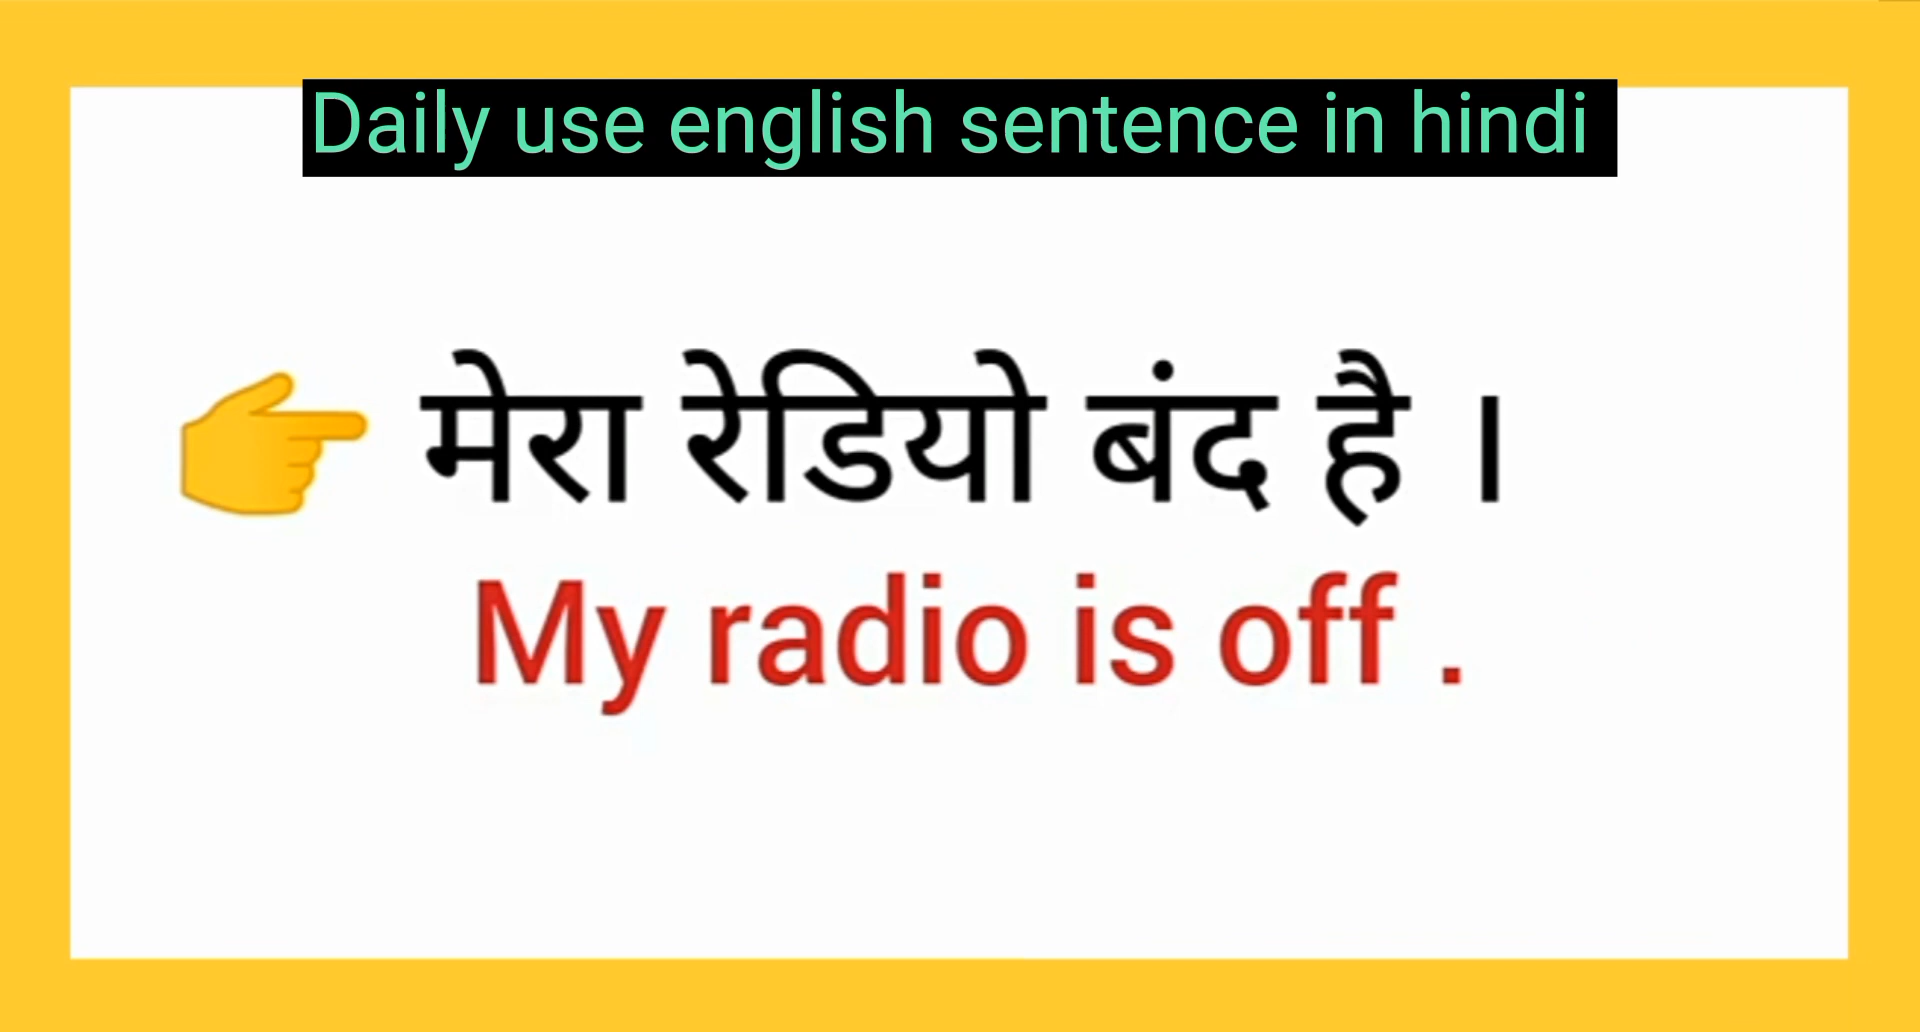 Daily use english sentence in hindi
👉 मेरा रेडियो बंद है ।
My radio is off .